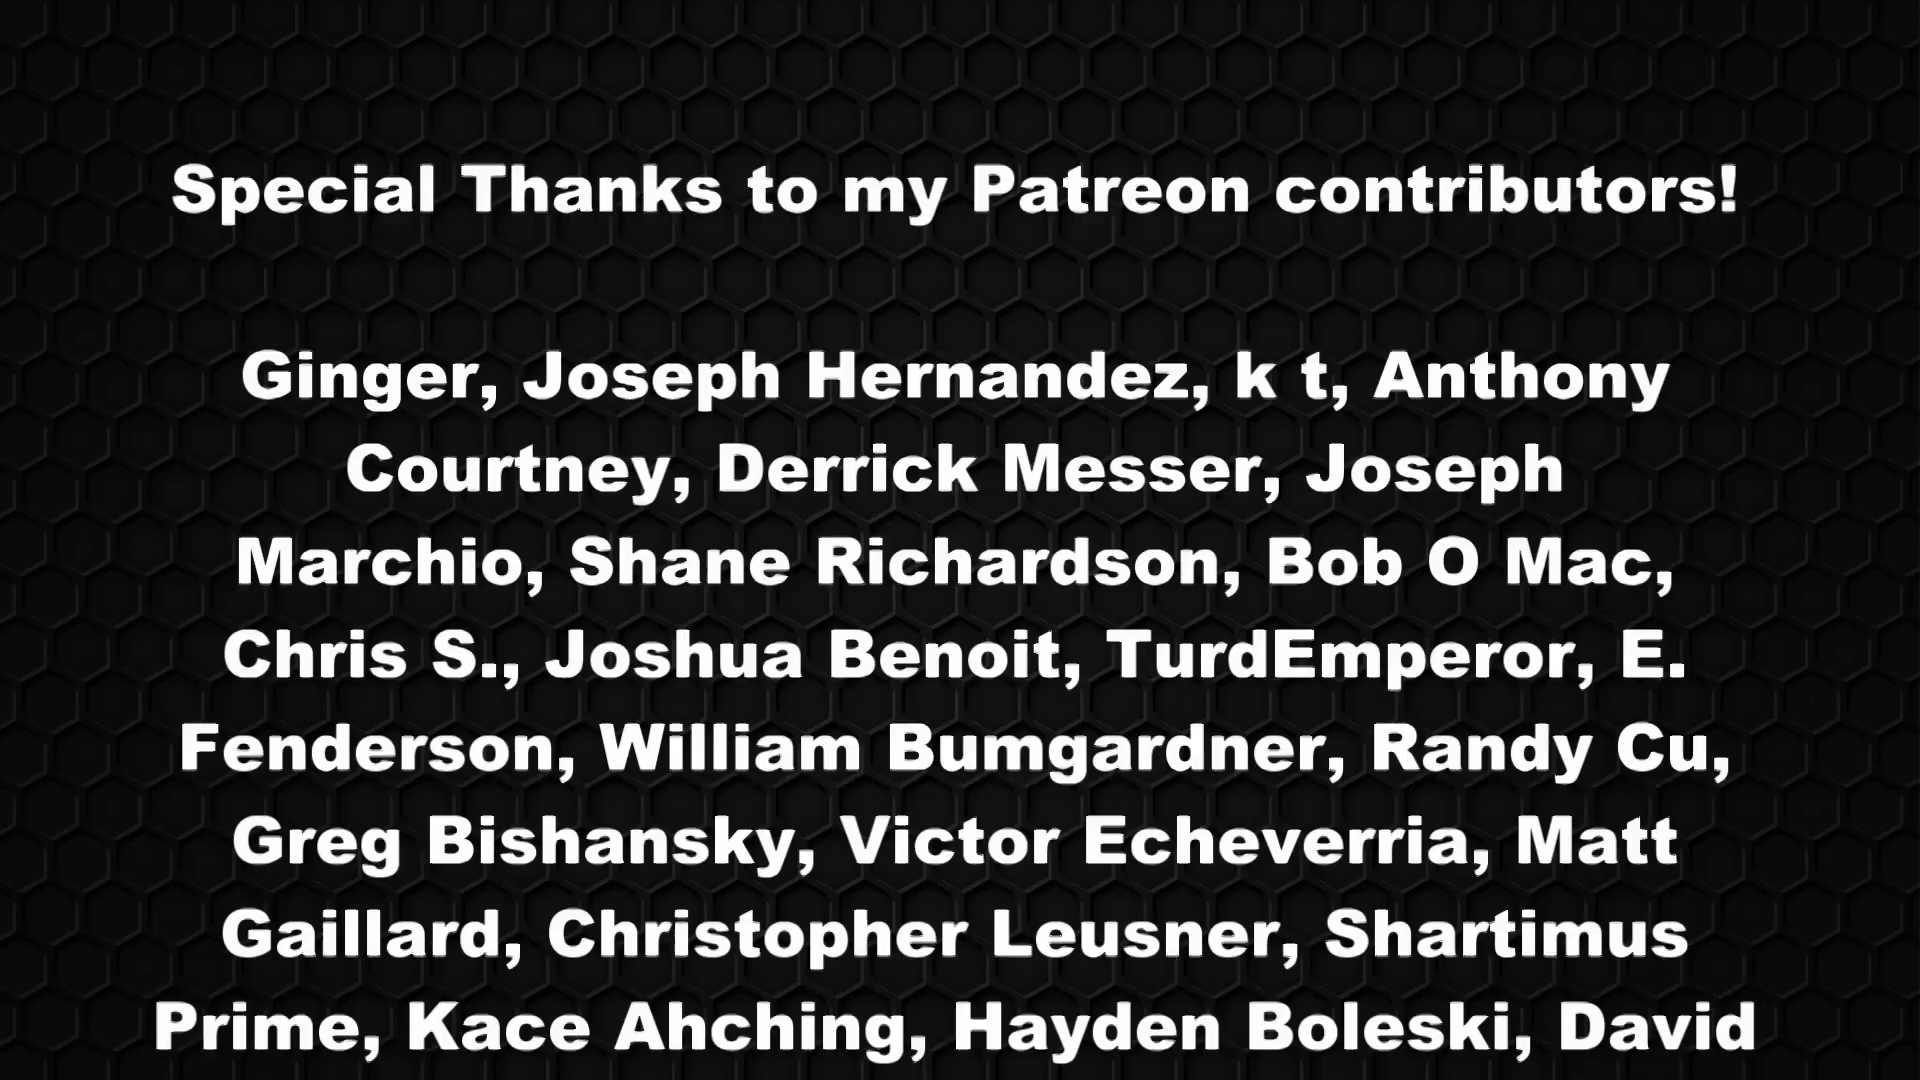 Special Thanks to my Patreon contributors!
Ginger, Joseph Hernandez, k t, Anthony
Courtney, Derrick Messer, Joseph
Marchio, Shane Richardson, Bob O Mac,
Chris S., Joshua Benoit, TurdEmperor, E.
Fenderson, William Bumgardner, Randy Cu,
Greg Bishansky, Victor Echeverria, Matt
Gaillard, Christopher Leusner, Shartimus
Prime, Kace Ahching, Hayden Boleski, David